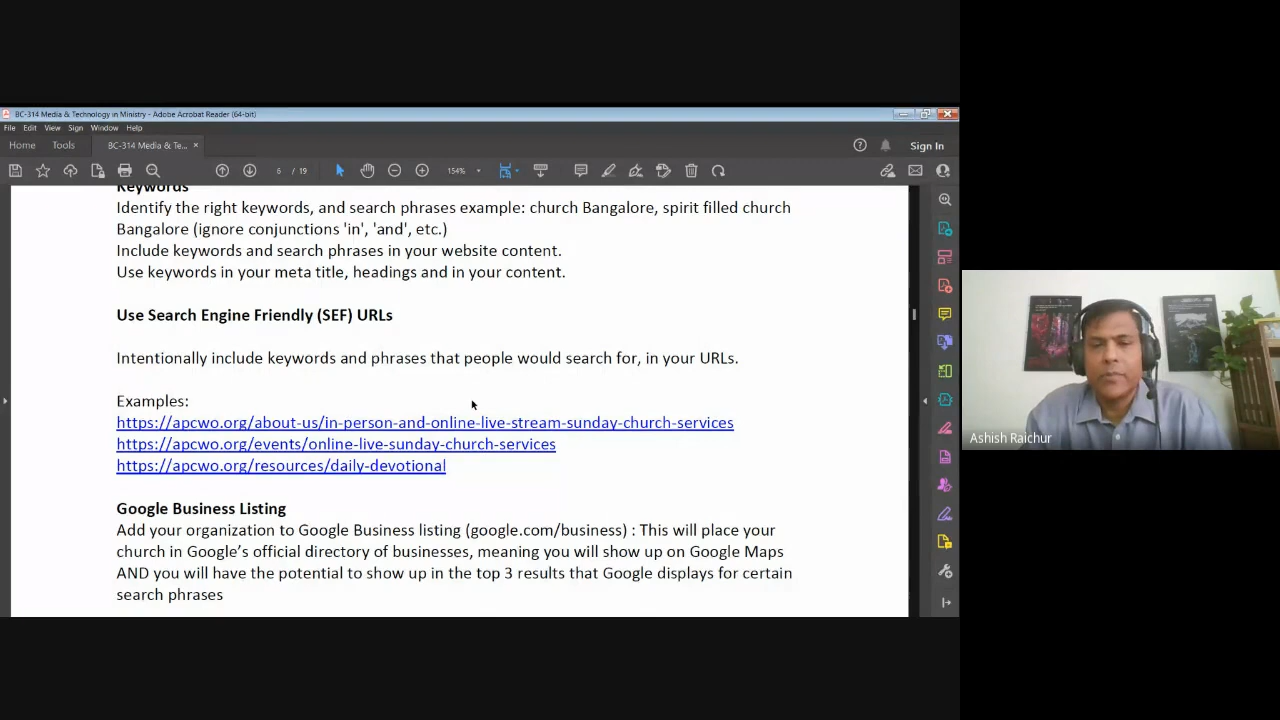 BC-314 Media & Technology in Ministry - Adobe Acrobat Reader (64-bit)
File Edit View Sign Window Help
Home Tools BC-314 Media & Te... × Sign In
6 / 19 154%
Keywords
Identify the right keywords, and search phrases example: church Bangalore, spirit filled church
Bangalore (ignore conjunctions 'in', 'and', etc.)
Include keywords and search phrases in your website content.
Use keywords in your meta title, headings and in your content.
Use Search Engine Friendly (SEF) URLs
Intentionally include keywords and phrases that people would search for, in your URLs.
Examples:
https://apcwo.org/about-us/in-person-and-online-live-stream-sunday-church-services
https://apcwo.org/events/online-live-sunday-church-services
https://apcwo.org/resources/daily-devotional
Google Business Listing
Add your organization to Google Business listing (google.com/business) : This will place your
church in Google’s official directory of businesses, meaning you will show up on Google Maps
AND you will have the potential to show up in the top 3 results that Google displays for certain
search phrases
Ashish Raichur